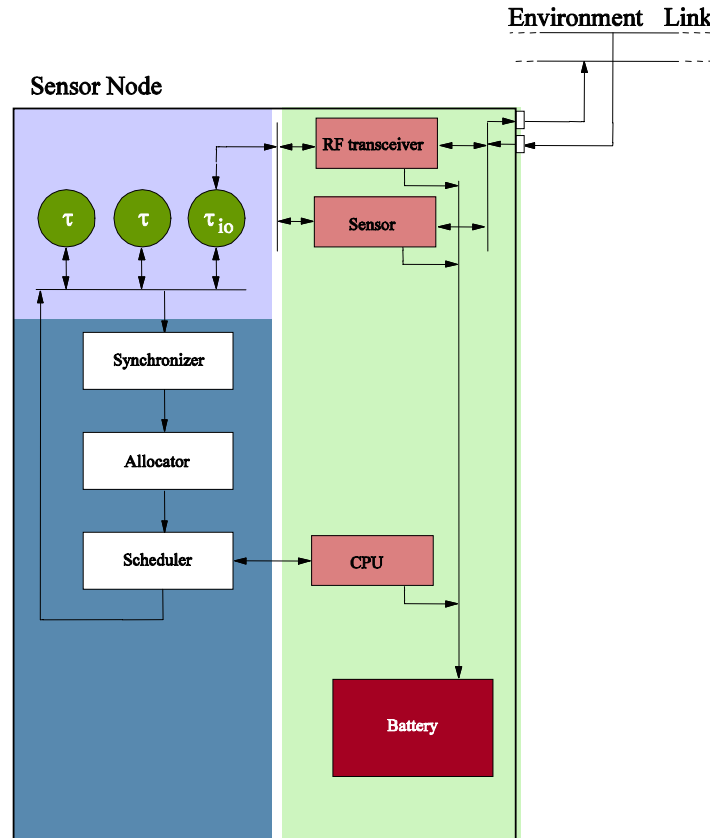 Environment Link
Sensor Node
RF transceiver
τ τ τio
Sensor
Synchronizer
Allocator
Scheduler
CPU
Battery